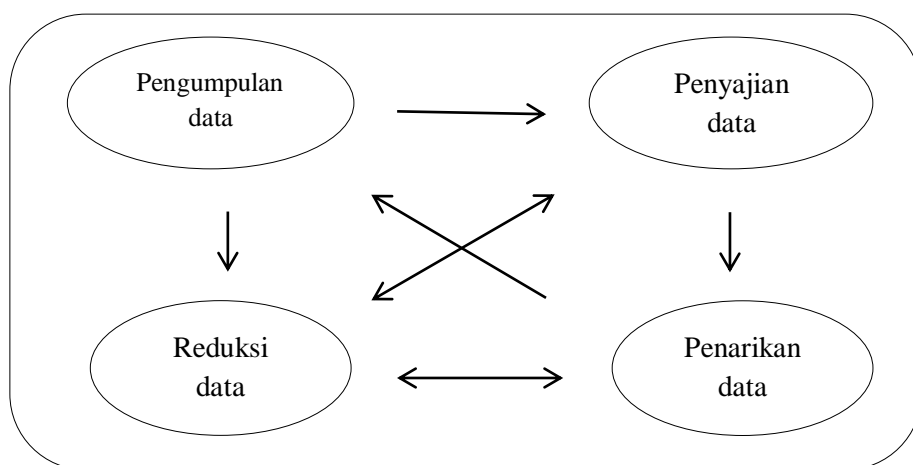 Pengumpulan
data
Penyajian
data
Reduksi
data
Penarikan
data